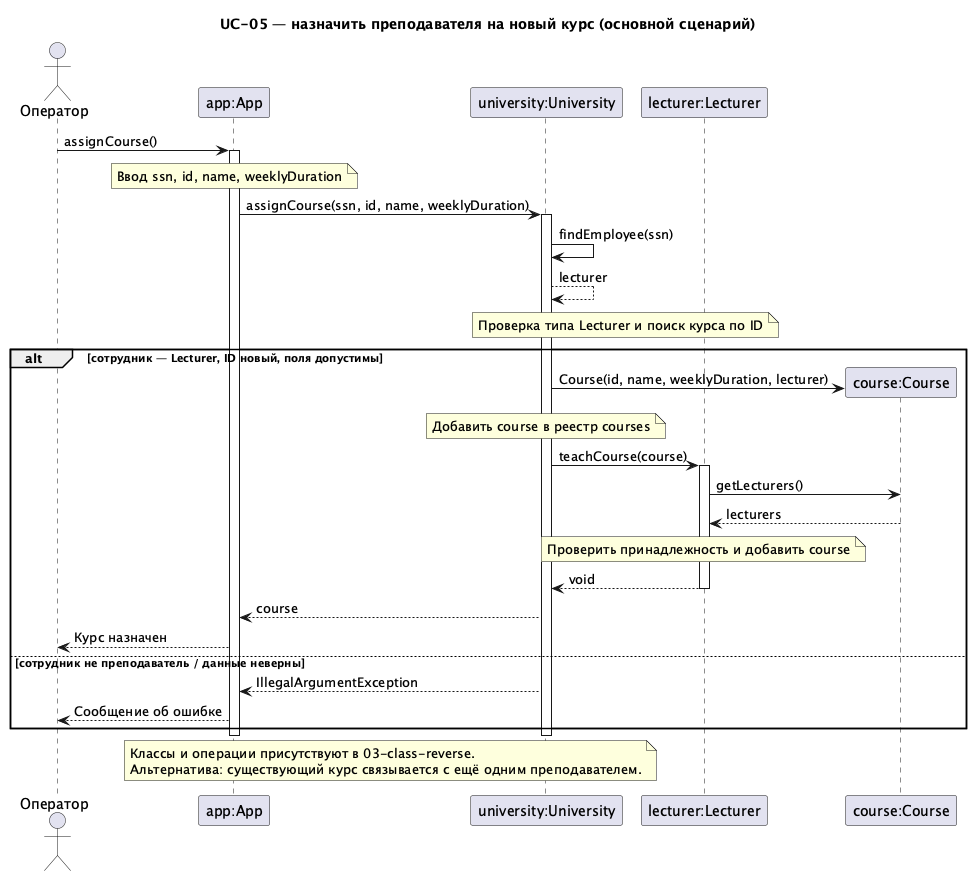 UC-05 — назначить преподавателя на новый курс (основной сценарий)
Оператор
app:App
university:University
lecturer:Lecturer
assignCourse()
Ввод ssn, id, name, weeklyDuration
assignCourse(ssn, id, name, weeklyDuration)
findEmployee(ssn)
lecturer
Проверка типа Lecturer и поиск курса по ID
alt
[сотрудник — Lecturer, ID новый, поля допустимы]
Course(id, name, weeklyDuration, lecturer)
course:Course
Добавить course в реестр courses
teachCourse(course)
getLecturers()
lecturers
Проверить принадлежность и добавить course
void
course
Курс назначен
[сотрудник не преподаватель / данные неверны]
IllegalArgumentException
Сообщение об ошибке
Классы и операции присутствуют в 03-class-reverse.
Альтернатива: существующий курс связывается с ещё одним преподавателем.
Оператор
app:App
university:University
lecturer:Lecturer
course:Course